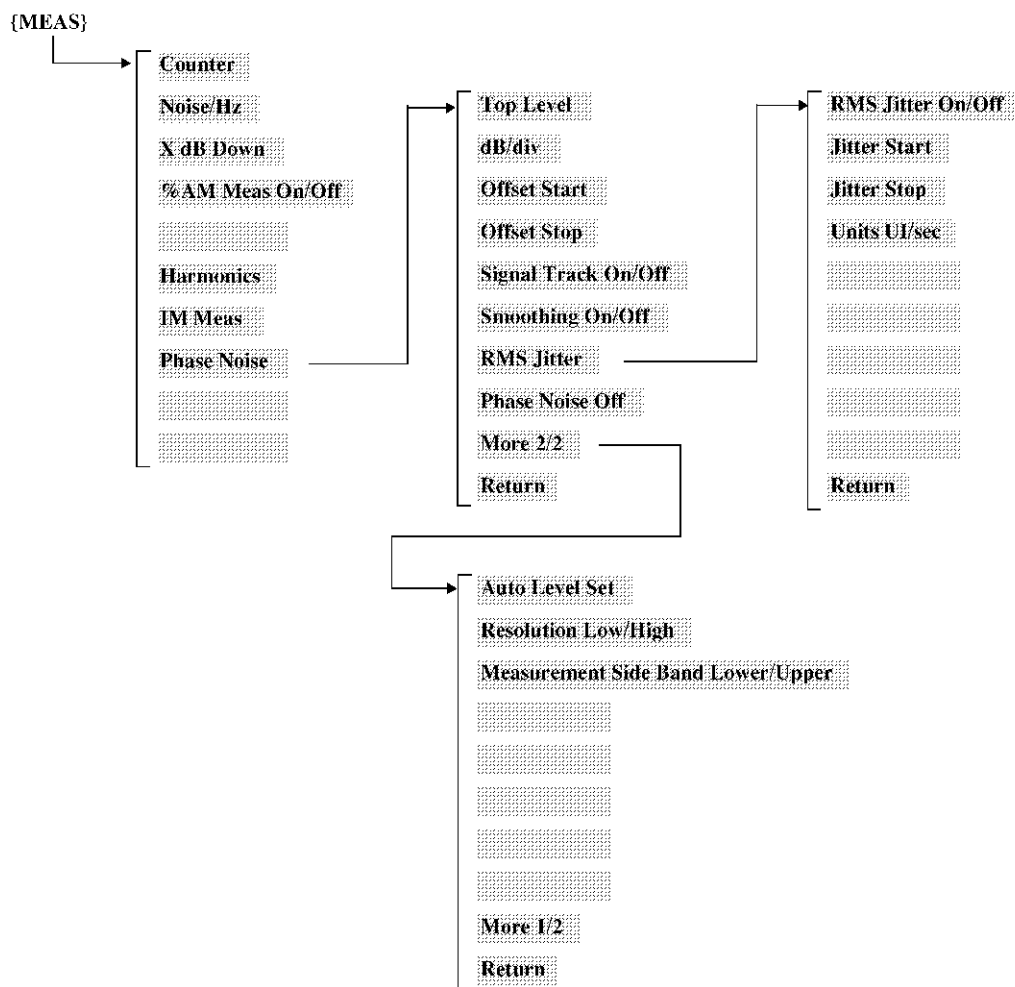 {MEAS}
Counter
Noise/Hz
X dB Down
%AM Meas On/Off
Harmonics
IM Meas
Phase Noise
Top Level
dB/div
Offset Start
Offset Stop
Signal Track On/Off
Smoothing On/Off
RMS Jitter
Phase Noise Off
More 2/2
Return
RMS Jitter On/Off
Jitter Start
Jitter Stop
Units UI/sec
Return
Auto Level Set
Resolution Low/High
Measurement Side Band Lower/Upper
More 1/2
Return